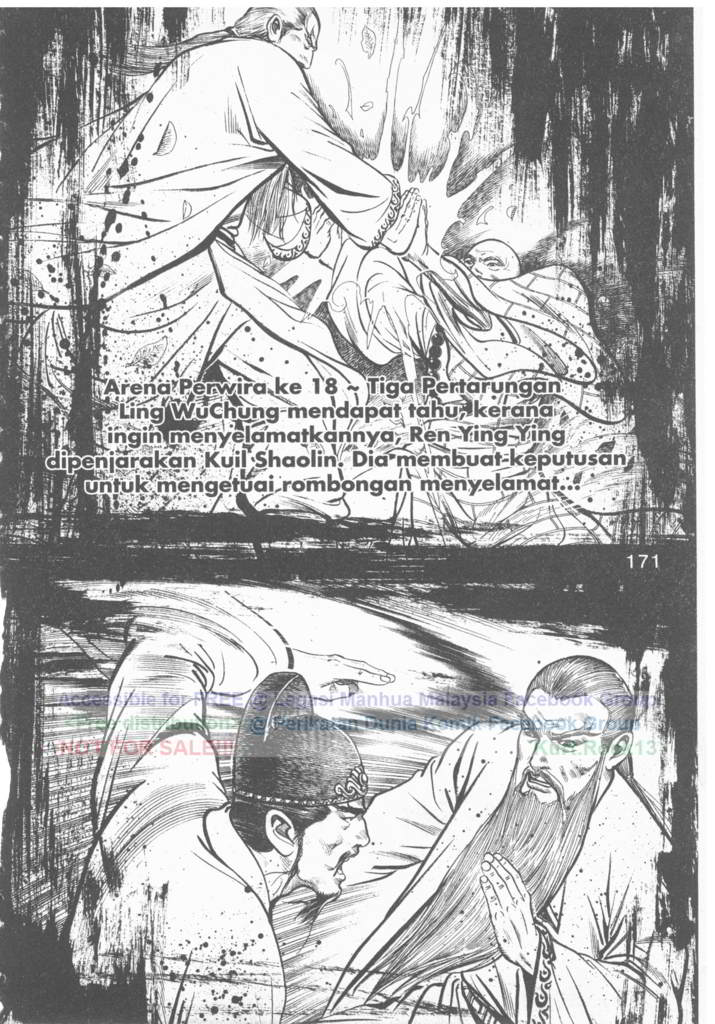 Arena Perwira ke 18 ~ Tiga Pertarungan
Ling WuChung mendapat tahu, kerana
ingin menyelamatkannya, Ren Ying Ying
dipenjarakan Kuil Shaolin. Dia membuat keputusan
untuk mengetuai rombongan menyelamat...
171
Accessible for FREE @ Legasi Manhua Malaysia Facebook Group
<Free distribution> @ Perikatan Dunia Komik Facebook Group
NOT FOR SALE!!!